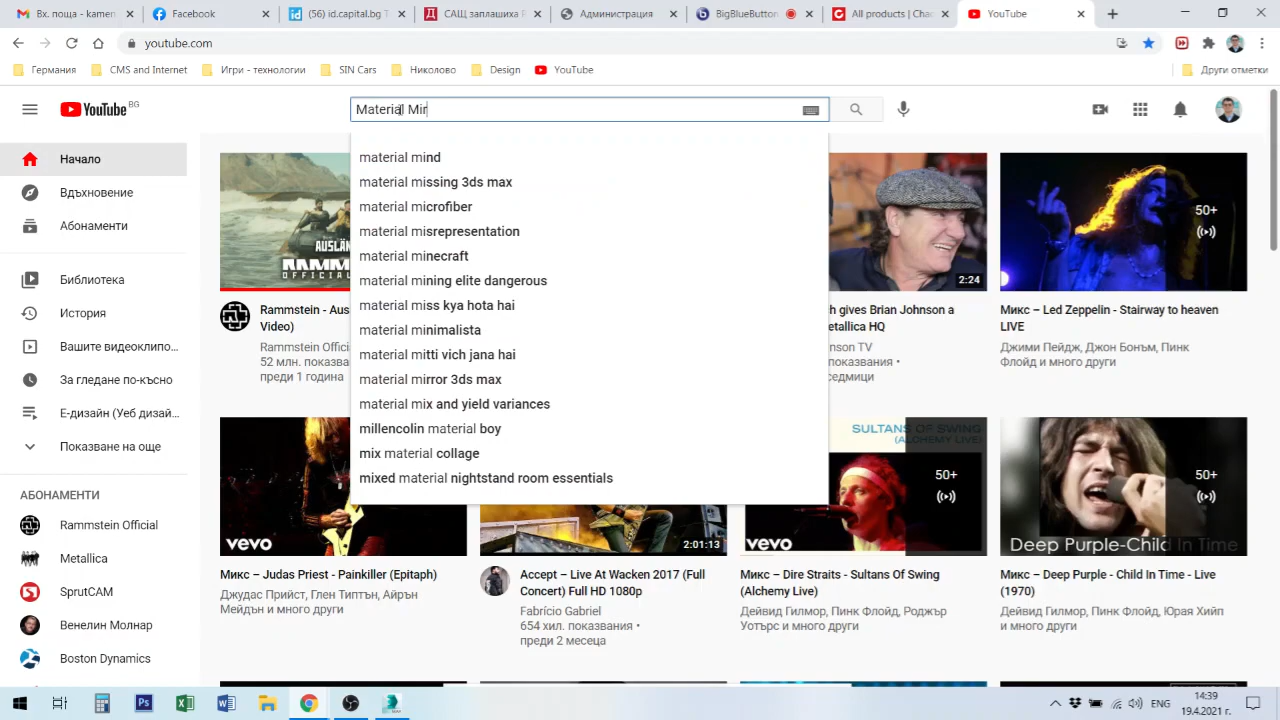 Вх. пощ - M.
Facebook
(56) id.capital.bg
САЩ заплашиха
Администрация
BigBlueButton
All products | Chao
YouTube
youtube.com
Германия
CMS and Internet
Игри - технологии
SIN Cars
Николово
Design
YouTube
Други отметки
YouTube BG
Material Mir
Начало
Вдъхновение
Абонаменти
Библиотека
История
Вашите видеоклипо...
За гледане по-късно
Е-дизайн (Уеб дизай...
Показване на още
АБОНАМЕНТИ
Rammstein Official
Metallica
SprutCAM
Венелин Молнар
Boston Dynamics
material mind
material missing 3ds max
material microfiber
material misrepresentation
material minecraft
material mining elite dangerous
material miss kya hota hai
material minimalista
material mitti vich jana hai
material mirror 3ds max
material mix and yield variances
millencolin material boy
mix material collage
mixed material nightstand room essentials
2:24
50+
Rammstein - Aus
Video)
Rammstein Offici
52 млн. показва
преди 1 година
h gives Brian Johnson a
etallica HQ
nson TV
показвания •
седмици
Микс – Led Zeppelin - Stairway to heaven
LIVE
Джими Пейдж, Джон Бонъм, Пинк
Флойд и много други
vevo
2:01:13
SULTANS OF SWING
(ALCHEMY LIVE)
50+
vevo
50+
Deep Purple-Child In Time
Микс – Judas Priest - Painkiller (Epitaph)
Джудас Прийст, Глен Типтън, Айрън
Мейдън и много други
Accept – Live At Wacken 2017 (Full
Concert) Full HD 1080p
Fabrício Gabriel
654 хил. показвания •
преди 2 месеца
Микс – Dire Straits - Sultans Of Swing
(Alchemy Live)
Дейвид Гилмор, Пинк Флойд, Роджър
Уотърс и много други
Микс – Deep Purple - Child In Time - Live
(1970)
Дейвид Гилмор, Пинк Флойд, Юрая Хийп
и много други
ENG
14:39
19.4.2021 г.